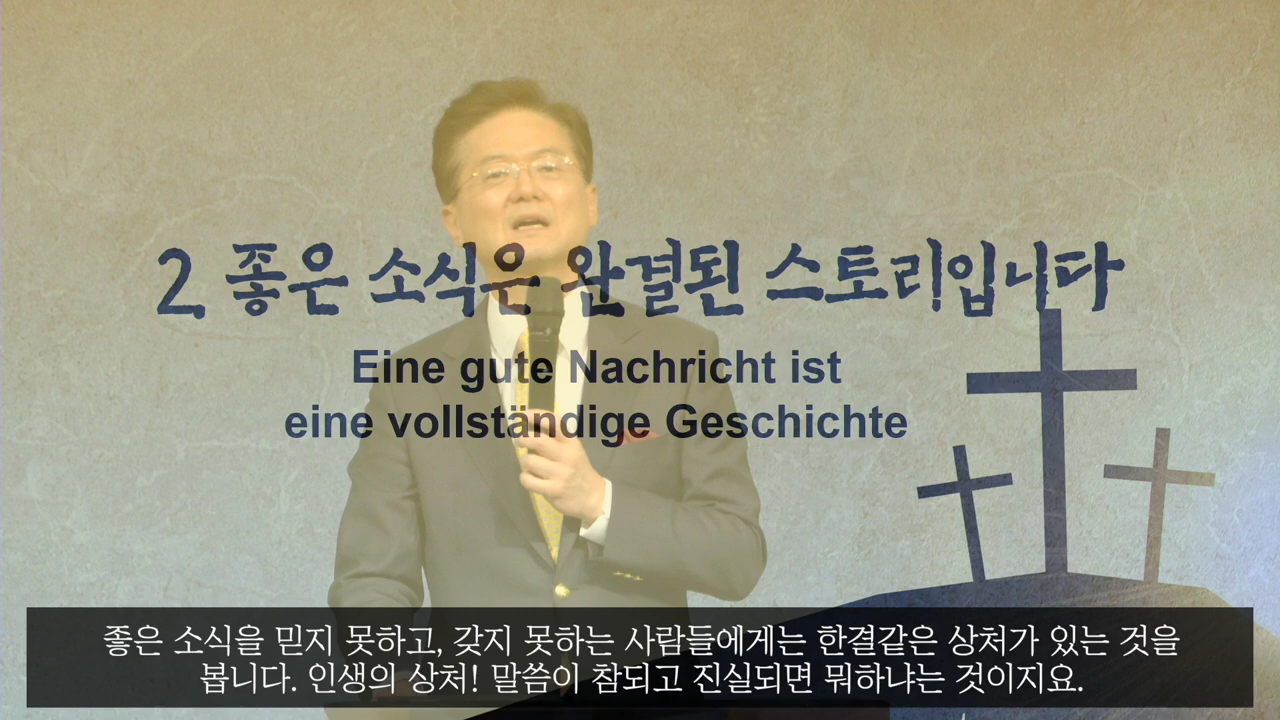 2. 좋은 소식은 완결된 스토리입니다
Eine gute Nachricht ist
eine vollständige Geschichte
좋은 소식을 믿지 못하고, 갖지 못하는 사람들에게는 한결같은 상처가 있는 것을
봅니다. 인생의 상처! 말씀이 참되고 진실되면 뭐하냐는 것이지요.